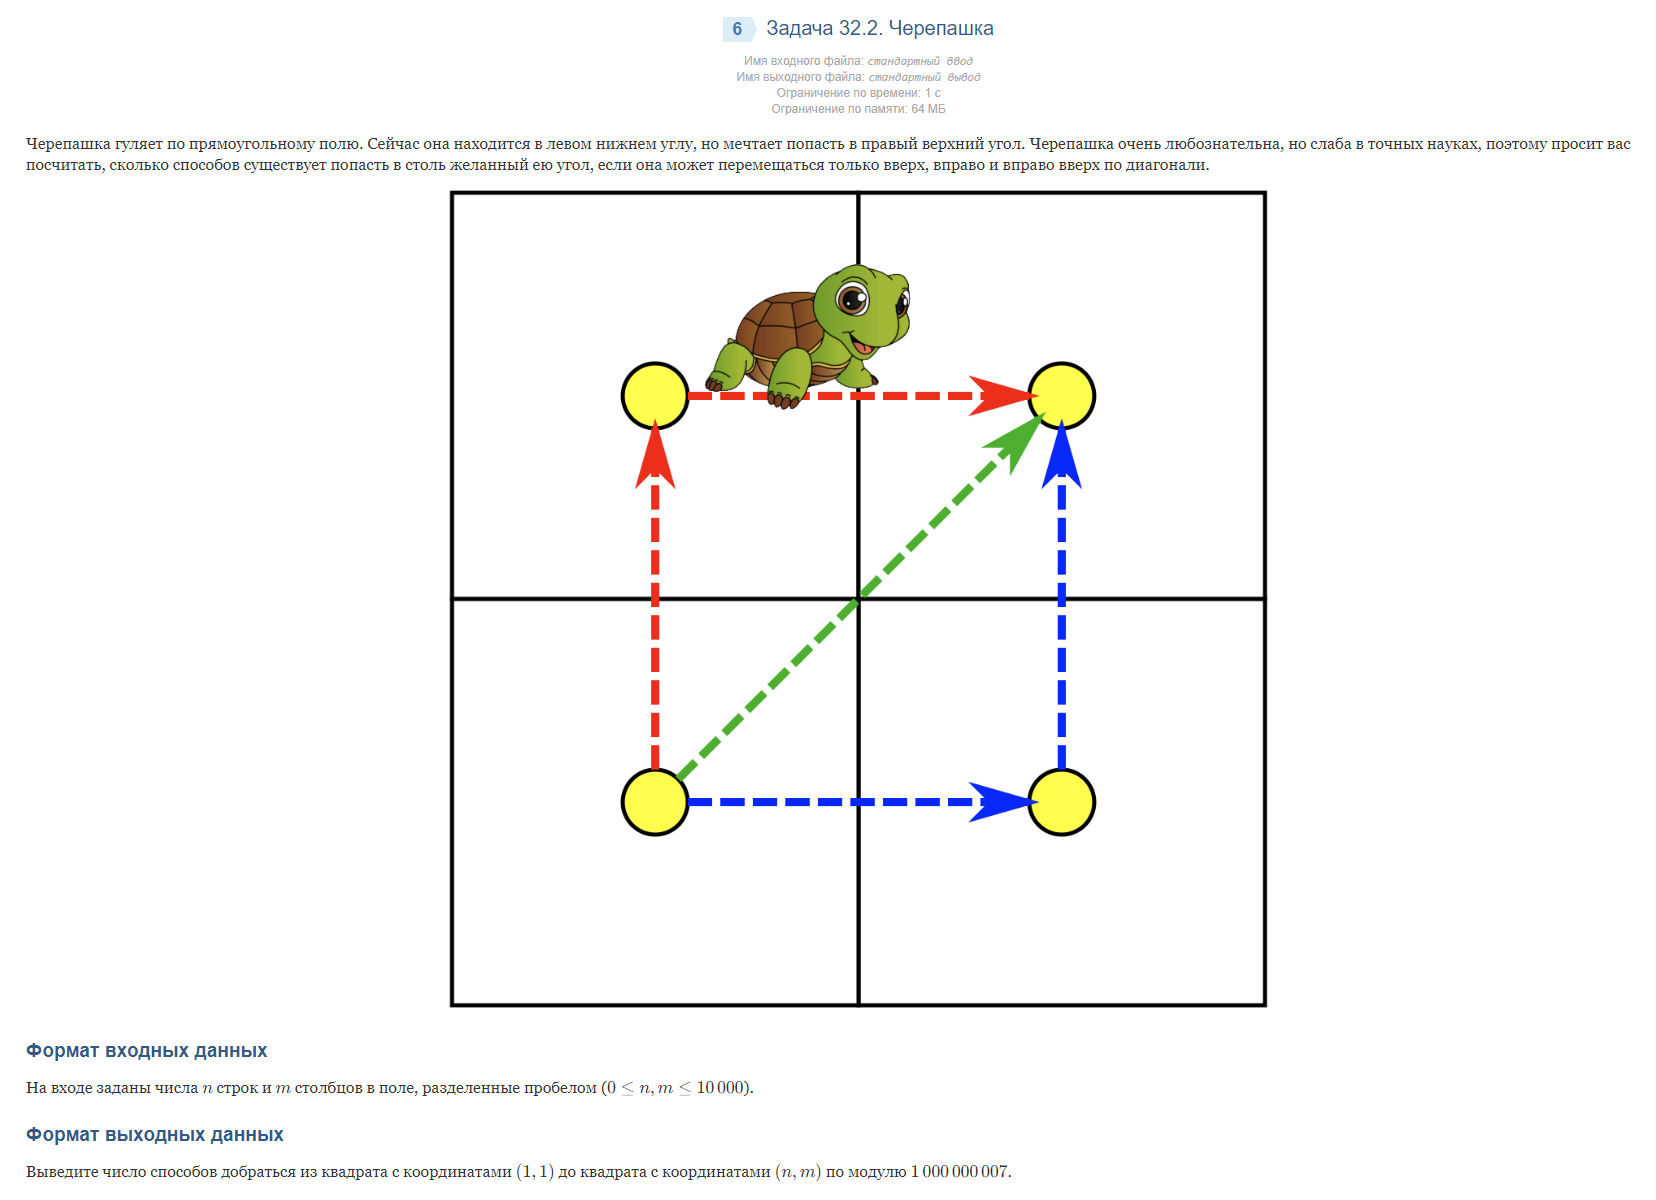 6 Задача 32.2. Черепашка
Имя входного файла: стандартный ввод
Имя выходного файла: стандартный вывод
Ограничение по времени: 1 с
Ограничение по памяти: 64 МБ
Черепашка гуляет по прямоугольному полю. Сейчас она находится в левом нижнем углу, но мечтает попасть в правый верхний угол. Черепашка очень любознательна, но слаба в точных науках, поэтому просит вас
посчитать, сколько способов существует попасть в столь желанный ею угол, если она может перемещаться только вверх, вправо и вправо вверх по диагонали.
Формат входных данных
На входе заданы числа n строк и m столбцов в поле, разделенные пробелом (0 ≤ n, m ≤ 10 000).
Формат выходных данных
Выведите число способов добраться из квадрата с координатами (1, 1) до квадрата с координатами (n, m) по модулю 1 000 000 007.